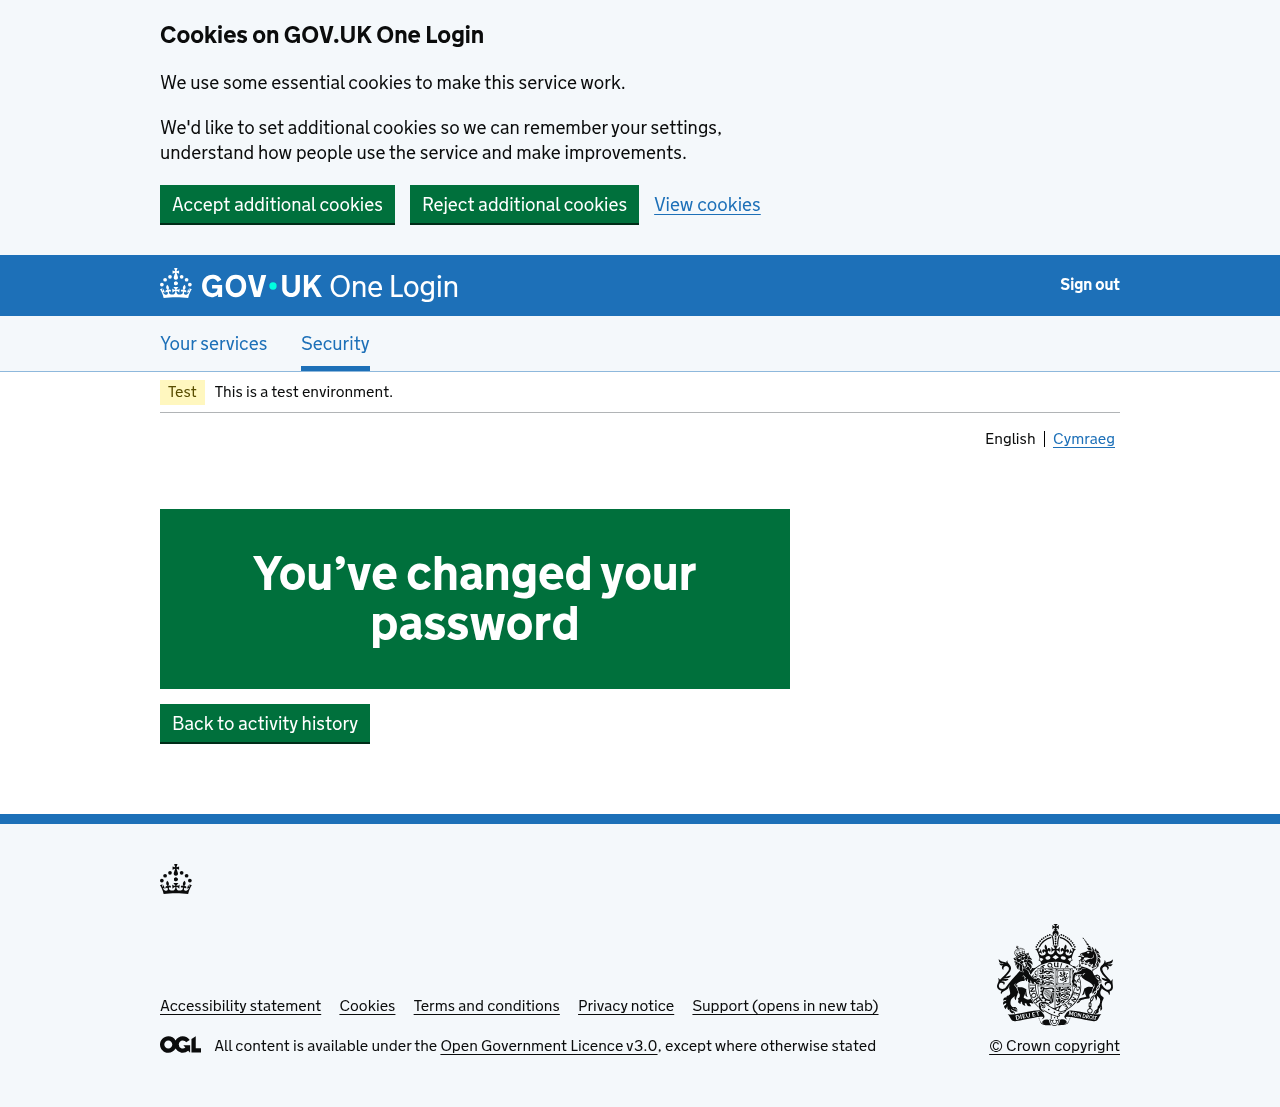 Cookies on GOV.UK One Login
We use some essential cookies to make this service work.
We'd like to set additional cookies so we can remember your settings,
understand how people use the service and make improvements.
Accept additional cookies
Reject additional cookies
View cookies
GOV·UK One Login
Sign out
Your services
Security
Test
This is a test environment.
English
Cymraeg
You’ve changed your
password
Back to activity history
Accessibility statement
Cookies
Terms and conditions
Privacy notice
Support (opens in new tab)
OGL
All content is available under the Open Government Licence v3.0, except where otherwise stated
© Crown copyright